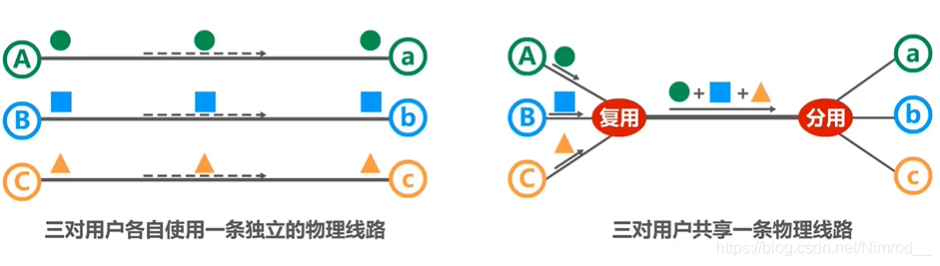 A a
B b
C c
三对用户各自使用一条独立的物理线路
A
B
C
复用
+ +
分用
a
b
c
三对用户共享一条物理线路
https://blog.csdn.net/Nimrod__